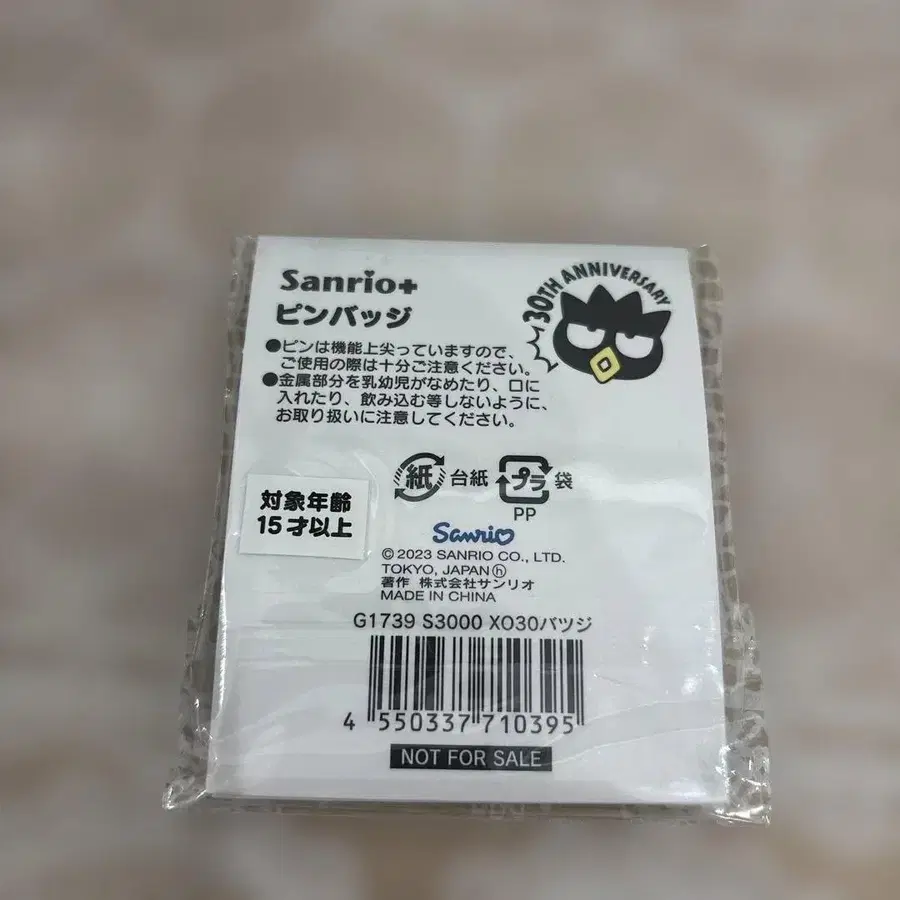 Sanrio+
30TH ANNIVERSARY
ピンバッジ
●ピンは機能上尖っていますので、
ご使用の際は十分ご注意ください。
●金属部分を乳幼児がなめたり、口に
入れたり、飲み込む等しないように、
お取り扱いに注意してください。
紙 台紙 プラ 袋
PP
対象年齢
15才以上
Sanrio
© 2023 SANRIO CO., LTD.
TOKYO, JAPAN ⓗ
著作 株式会社サンリオ
MADE IN CHINA
G1739 S3000 XO30バツジ
4 550337 710395
NOT FOR SALE